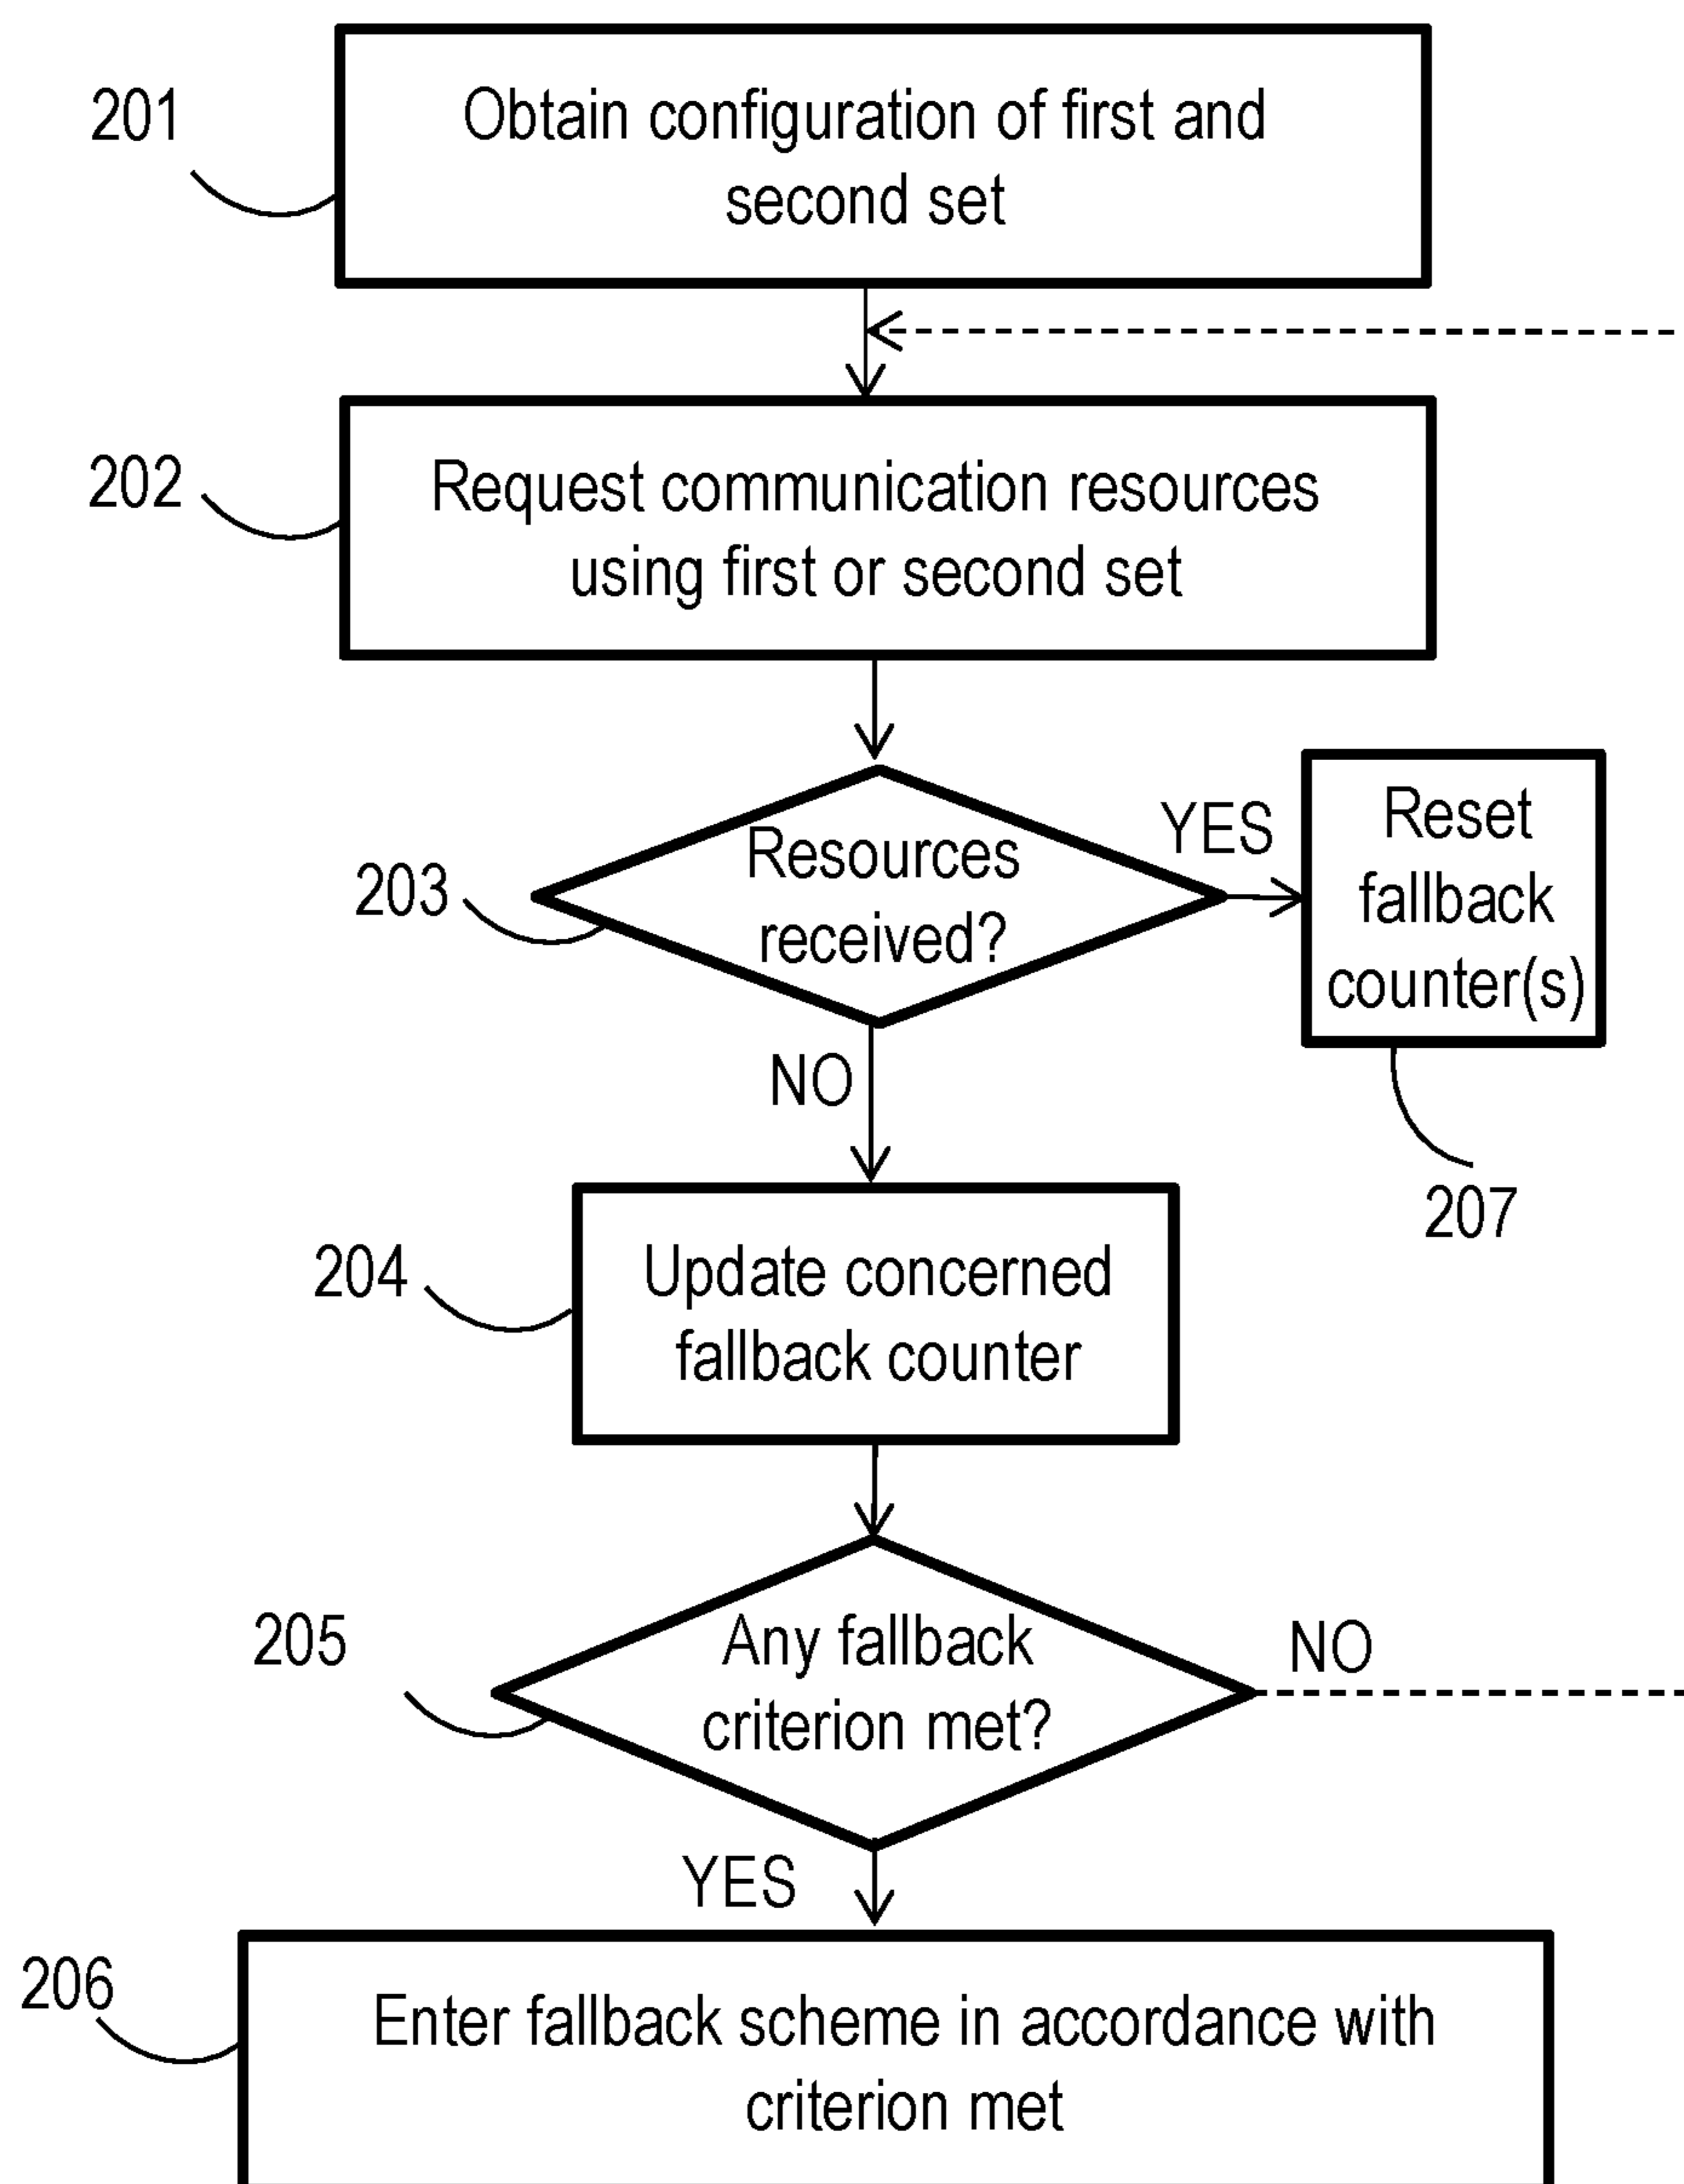 201
Obtain configuration of first and
second set
202
Request communication resources
using first or second set
203
Resources
received?
YES
Reset
fallback
counter(s)
207
NO
204
Update concerned
fallback counter
205
Any fallback
criterion met?
NO
YES
206
Enter fallback scheme in accordance with
criterion met